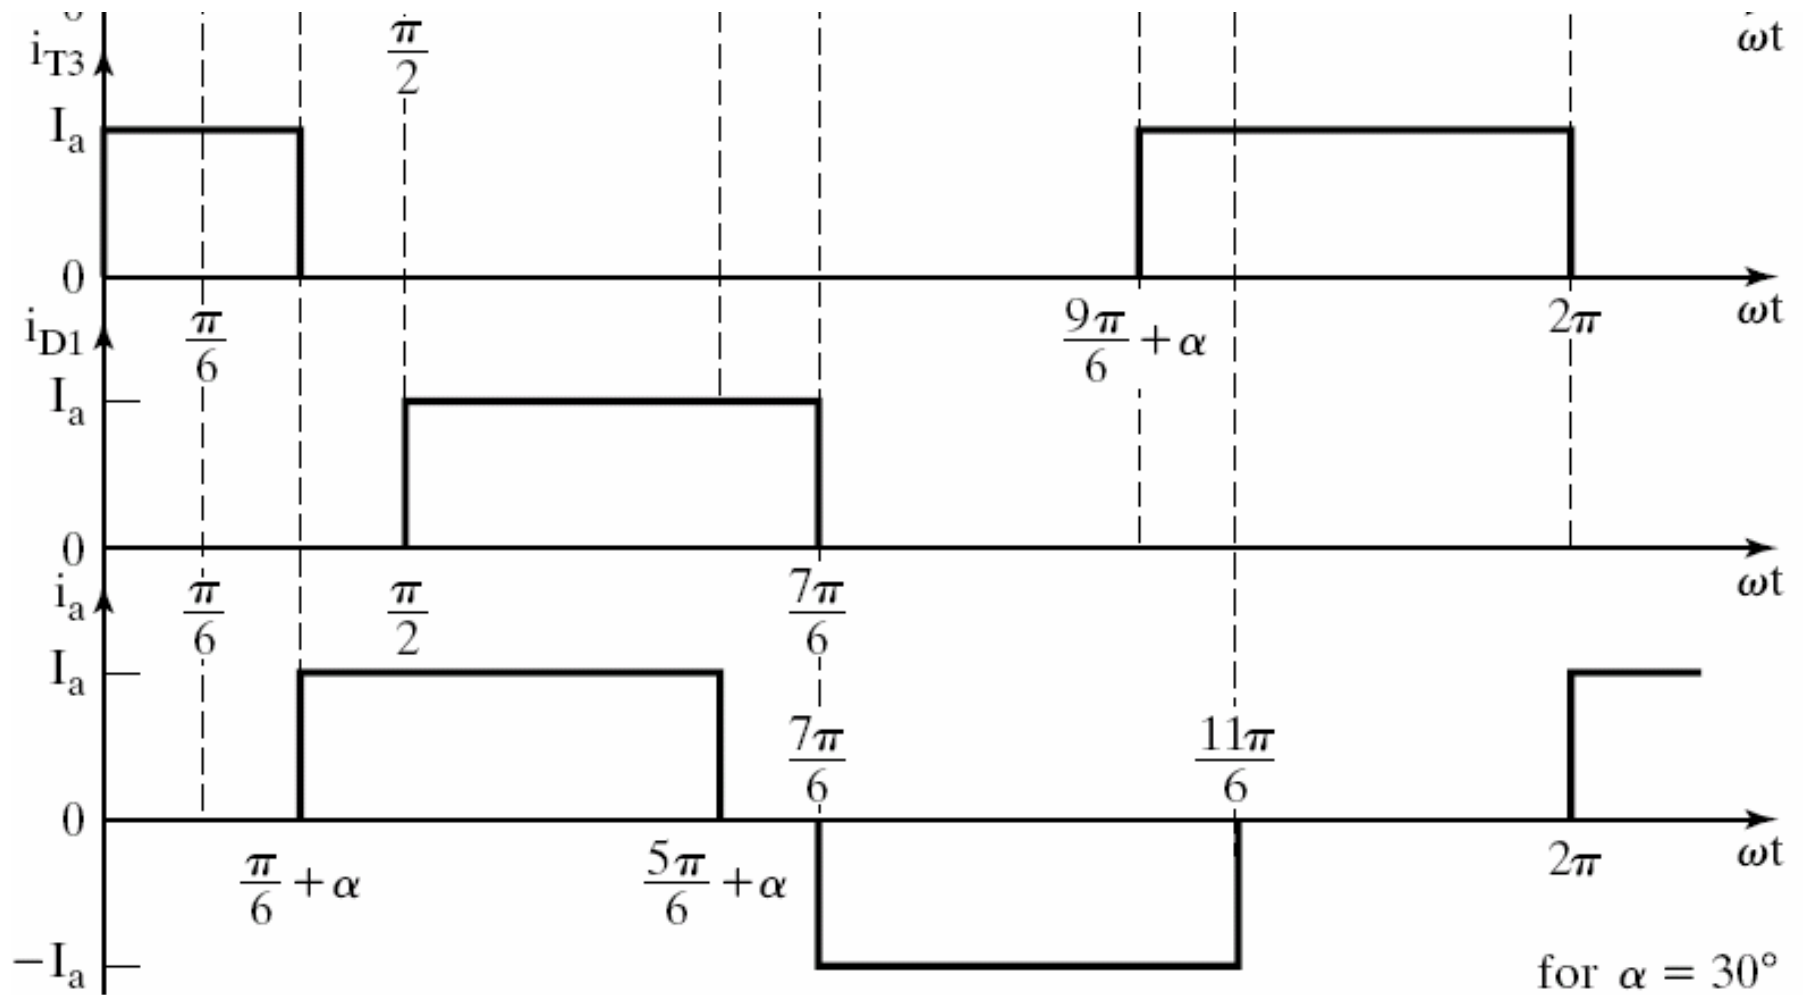 i_T3
π/2
ωt
I_a
0
π/6
9π/6 + α
2π
ωt
i_D1
I_a
0
π/6
π/2
7π/6
ωt
i_a
I_a
7π/6
11π/6
0
π/6 + α
5π/6 + α
2π
ωt
−I_a
for α = 30°